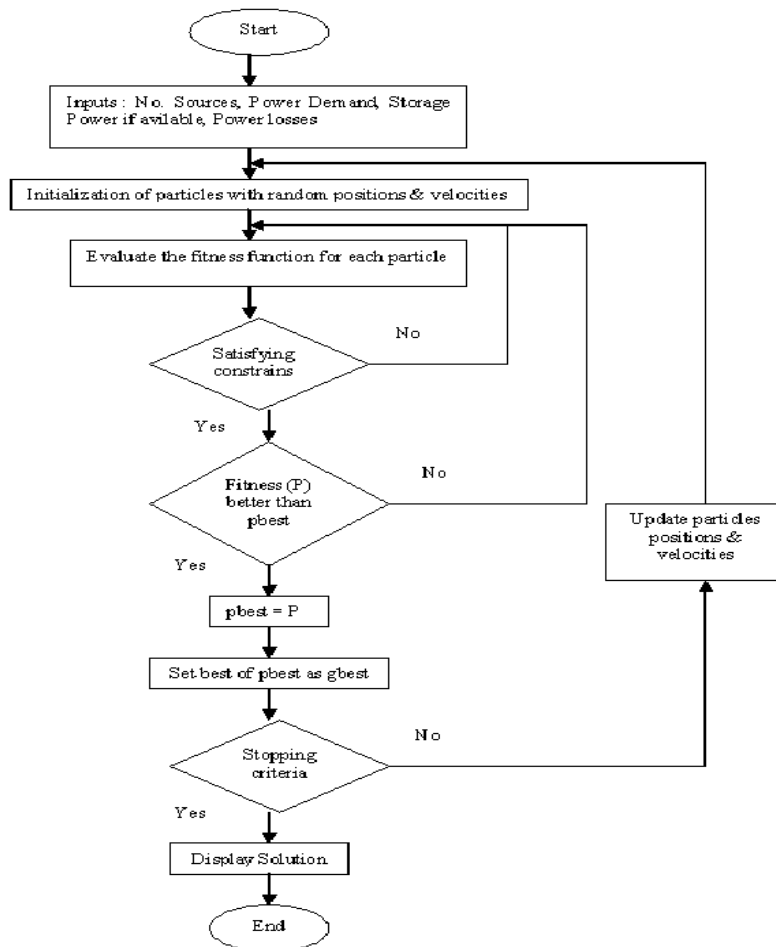 Start
Inputs : No. Sources, Power Demand, Storage
Power if avilable, Power losses
Initialization of particles with random positions & velocities
Evaluate the fitness function for each particle
No
Satisfying
constrains
Yes
No
Fitness (P)
better than
pbest
Update particles
positions &
velocities
Yes
pbest = P
Set best of pbest as gbest
No
Stopping
criteria
Yes
Display Solution
End